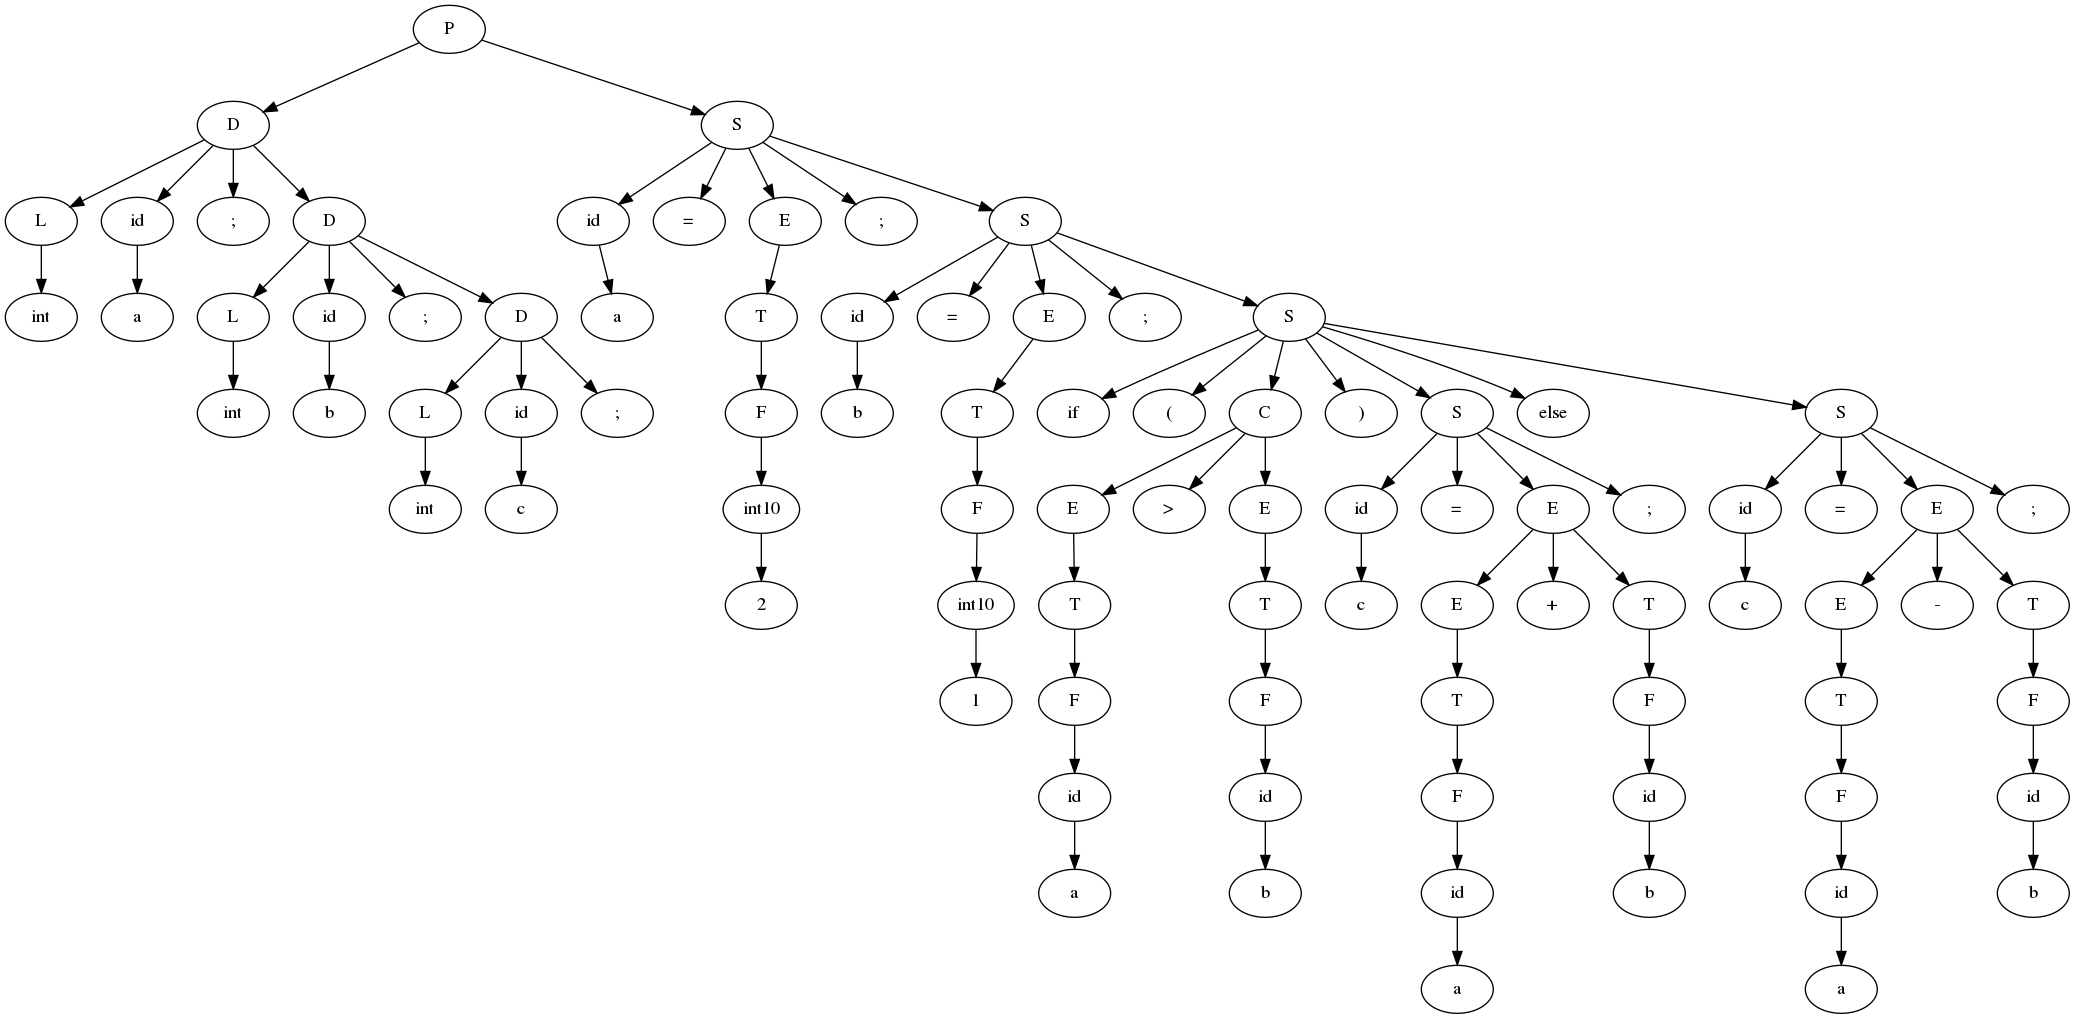 P
D S
L id ; D id = E ; S
int a L id ; D a T id = E ; S
int b L id ; F b T if ( C ) S else S
int c int10 F E > E id = E ; id = E ;
2 int10 T T c E + T c E - T
1 F F T F T F
id id F id F id
a b id b id b
a a